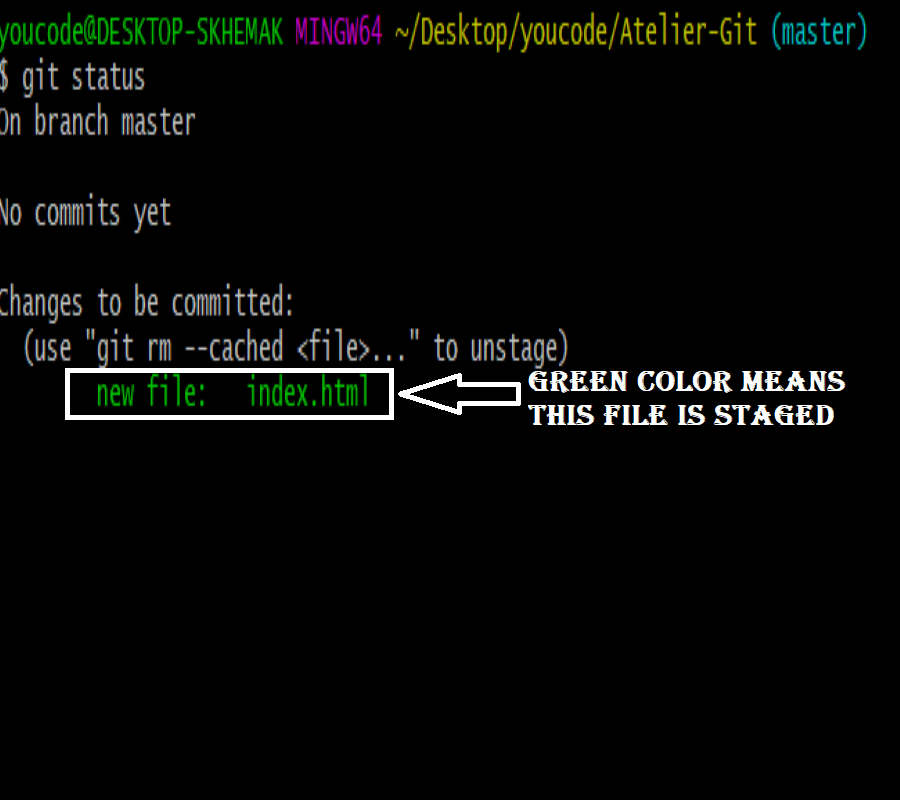 youcode@DESKTOP-SKHEMAK MINGW64 ~/Desktop/youcode/Atelier-Git (master)
$ git status
On branch master
No commits yet
Changes to be committed:
(use "git rm --cached <file>..." to unstage)
new file: index.html
GREEN COLOR MEANS
THIS FILE IS STAGED